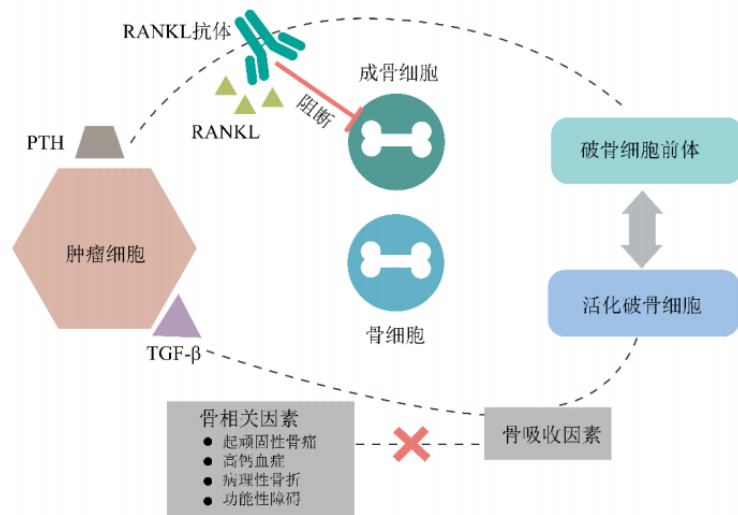 RANKL抗体
成骨细胞
RANKL
阻断
PTH
破骨细胞前体
肿瘤细胞
活化破骨细胞
骨细胞
TGF-β
骨相关因素
● 起顽固性骨痛
● 高钙血症
● 病理性骨折
● 功能性障碍
骨吸收因素